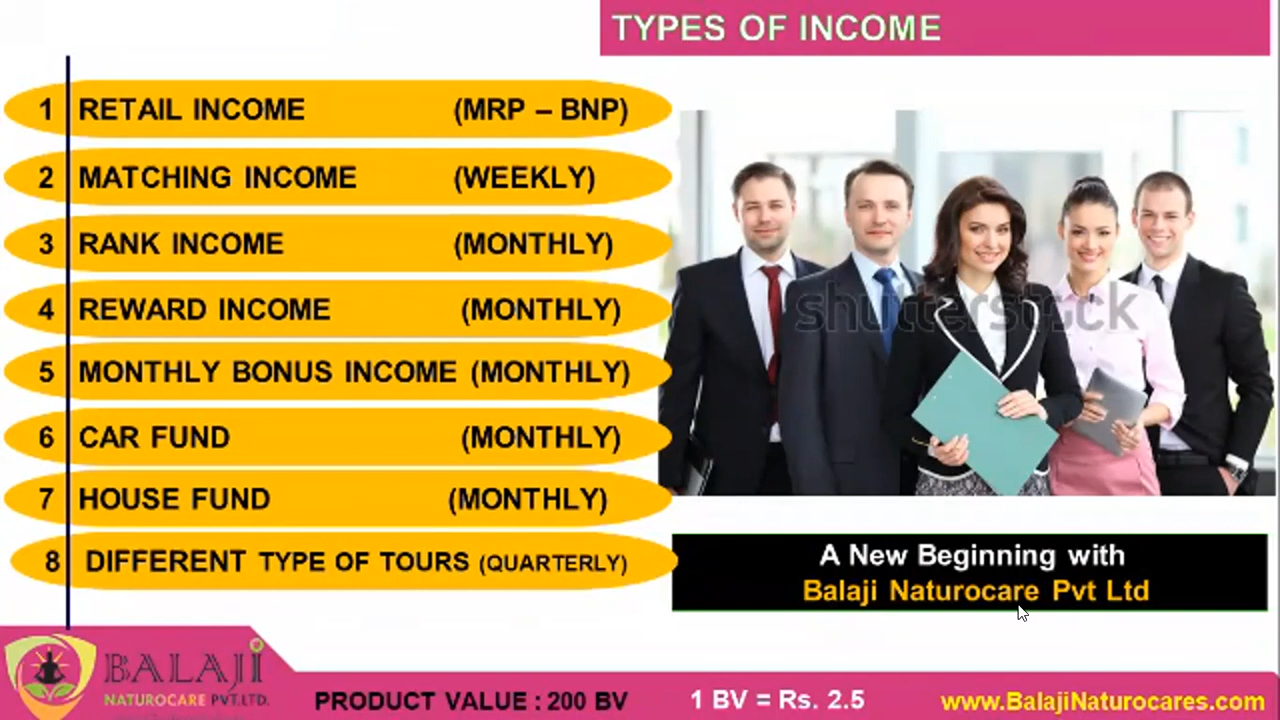 TYPES OF INCOME
1 RETAIL INCOME (MRP – BNP)
2 MATCHING INCOME (WEEKLY)
3 RANK INCOME (MONTHLY)
4 REWARD INCOME (MONTHLY)
5 MONTHLY BONUS INCOME (MONTHLY)
6 CAR FUND (MONTHLY)
7 HOUSE FUND (MONTHLY)
8 DIFFERENT TYPE OF TOURS (QUARTERLY)
shutterstock
A New Beginning with
Balaji Naturocare Pvt Ltd
BALAJI
NATUROCARE PVT.LTD.
PRODUCT VALUE : 200 BV
1 BV = Rs. 2.5
www.BalajiNaturocares.com